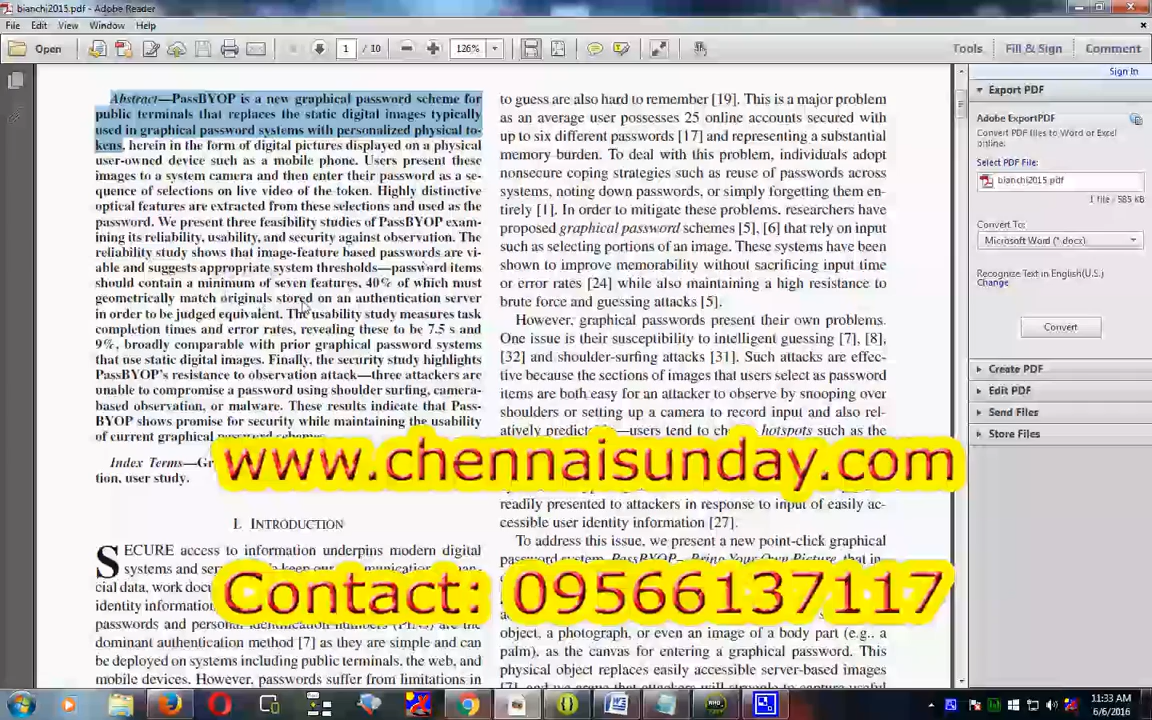 bianchi2015.pdf - Adobe Reader
File Edit View Window Help
Open 1 / 10 126% Tools Fill & Sign Comment
Abstract—PassBYOP is a new graphical password scheme for
public terminals that replaces the static digital images typically
used in graphical password systems with personalized physical to-
kens, herein in the form of digital pictures displayed on a physical
user-owned device such as a mobile phone. Users present these
images to a system camera and then enter their password as a se-
quence of selections on live video of the token. Highly distinctive
optical features are extracted from these selections and used as the
password. We present three feasibility studies of PassBYOP exam-
ining its reliability, usability, and security against observation. The
reliability study shows that image-feature based passwords are vi-
able and suggests appropriate system thresholds—password items
should contain a minimum of seven features, 40% of which must
geometrically match originals stored on an authentication server
in order to be judged equivalent. The usability study measures task
completion times and error rates, revealing these to be 7.5 s and
9%, broadly comparable with prior graphical password systems
that use static digital images. Finally, the security study highlights
PassBYOP's resistance to observation attack—three attackers are
unable to compromise a password using shoulder surfing, camera-
based observation, or malware. These results indicate that Pass-
BYOP shows promise for security while maintaining the usability
of current graphical password schemes.
Index Terms—Gr
tion, user study.
I. INTRODUCTION
SECURE access to information underpins modern digital
systems and ser
cial data, work docu
identity information
passwords and personal identification numbers (PINs) are the
dominant authentication method [7] as they are simple and can
be deployed on systems including public terminals, the web, and
mobile devices. However, passwords suffer from limitations in
to guess are also hard to remember [19]. This is a major problem
as an average user possesses 25 online accounts secured with
up to six different passwords [17] and representing a substantial
memory burden. To deal with this problem, individuals adopt
nonsecure coping strategies such as reuse of passwords across
systems, noting down passwords, or simply forgetting them en-
tirely [1]. In order to mitigate these problems, researchers have
proposed graphical password schemes [5], [6] that rely on input
such as selecting portions of an image. These systems have been
shown to improve memorability without sacrificing input time
or error rates [24] while also maintaining a high resistance to
brute force and guessing attacks [5].
However, graphical passwords present their own problems.
One issue is their susceptibility to intelligent guessing [7], [8],
[32] and shoulder-surfing attacks [31]. Such attacks are effec-
tive because the sections of images that users select as password
items are both easy for an attacker to observe by snooping over
shoulders or setting up a camera to record input and also rel-
atively predictable—users tend to ch hotspots such as the
readily presented to attackers in response to input of easily ac-
cessible user identity information [27].
To address this issue, we present a new point-click graphical
password system, PassBYOP—Bring Your Own Picture, that in-
object, a photograph, or even an image of a body part (e.g., a
palm), as the canvas for entering a graphical password. This
physical object replaces easily accessible server-based images
[7], and we argue that attackers will struggle to capture useful
www.chennaisunday.com
Contact: 09566137117
Sign In
Export PDF
Adobe ExportPDF
Convert PDF files to Word or Excel
online.
Select PDF File:
bianchi2015.pdf
1 file / 585 KB
Convert To:
Microsoft Word (*.docx)
Recognize Text in English(U.S.)
Change
Convert
Create PDF
Edit PDF
Send Files
Store Files
11:33 AM
6/6/2016